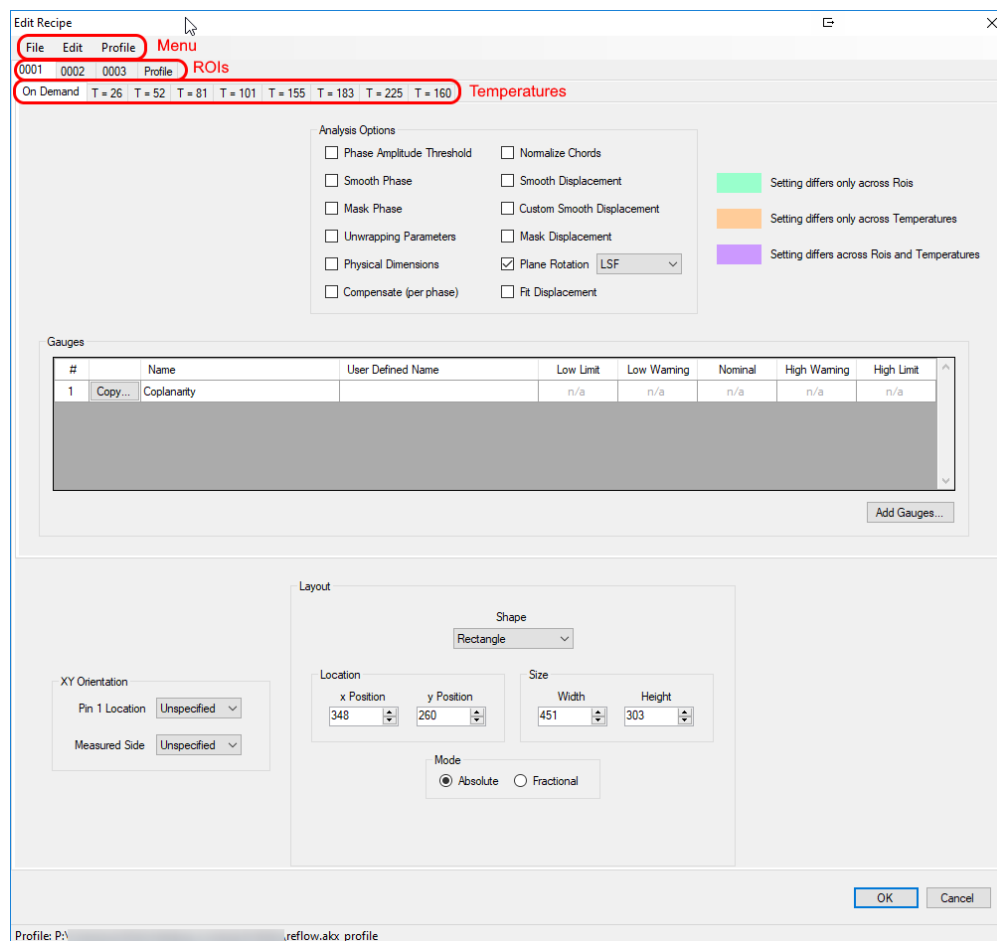 Edit Recipe
File Edit Profile Menu
0001 0002 0003 Profile ROIs
On Demand T = 26 T = 52 T = 81 T = 101 T = 155 T = 183 T = 225 T = 160 Temperatures
Analysis Options
Phase Amplitude Threshold Normalize Chords
Smooth Phase Smooth Displacement Setting differs only across Rois
Mask Phase Custom Smooth Displacement Setting differs only across Temperatures
Unwrapping Parameters Mask Displacement
Physical Dimensions Plane Rotation LSF Setting differs across Rois and Temperatures
Compensate (per phase) Fit Displacement
Gauges
# Name User Defined Name Low Limit Low Warning Nominal High Warning High Limit
1 Copy... Coplanarity n/a n/a n/a n/a n/a
Add Gauges...
Layout
Shape
Rectangle
XY Orientation
Pin 1 Location Unspecified
Measured Side Unspecified
Location
x Position y Position
348 260
Size
Width Height
451 303
Mode
Absolute Fractional
OK Cancel
Profile: P:\ \reflow.akx_profile